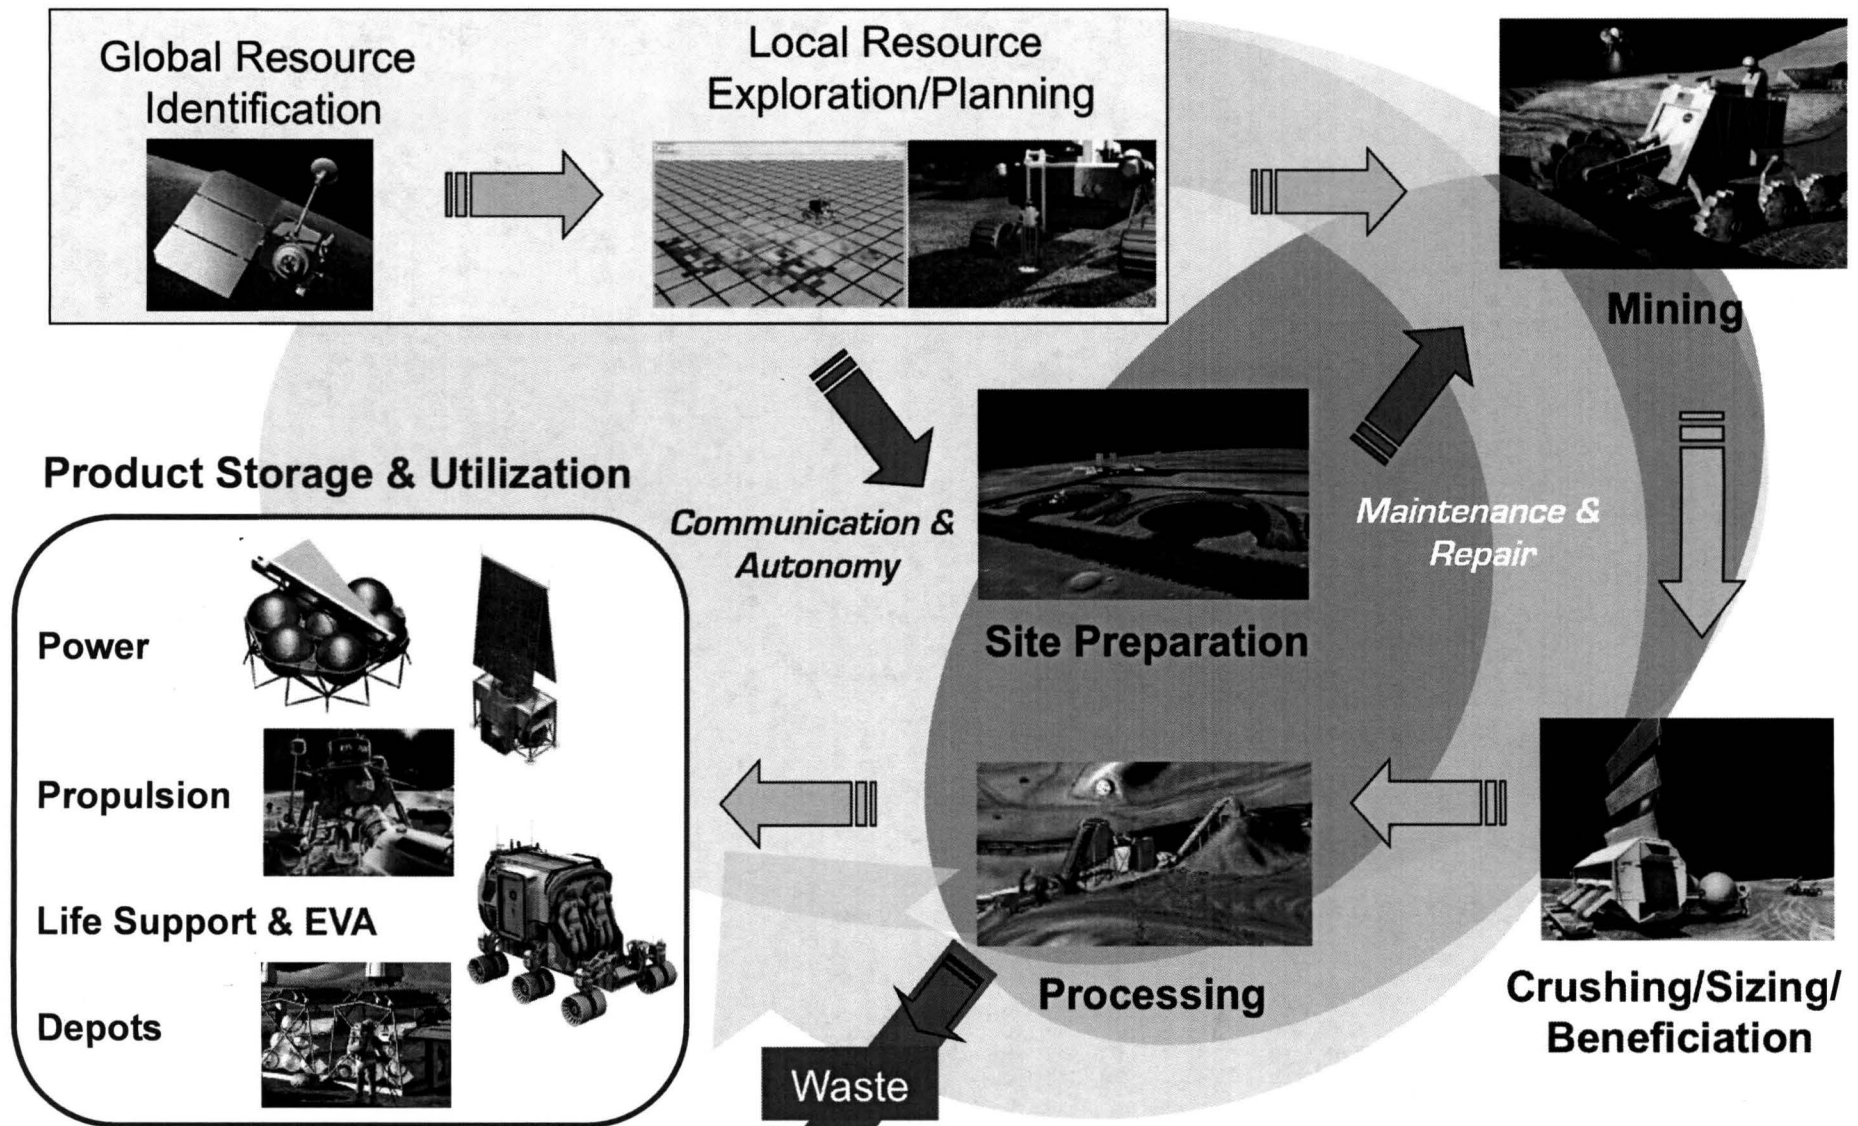 Global Resource
Identification
Local Resource
Exploration/Planning
Mining
Product Storage & Utilization
Communication &
Autonomy
Maintenance &
Repair
Site Preparation
Power
Propulsion
Life Support & EVA
Depots
Processing
Crushing/Sizing/
Beneficiation
Waste